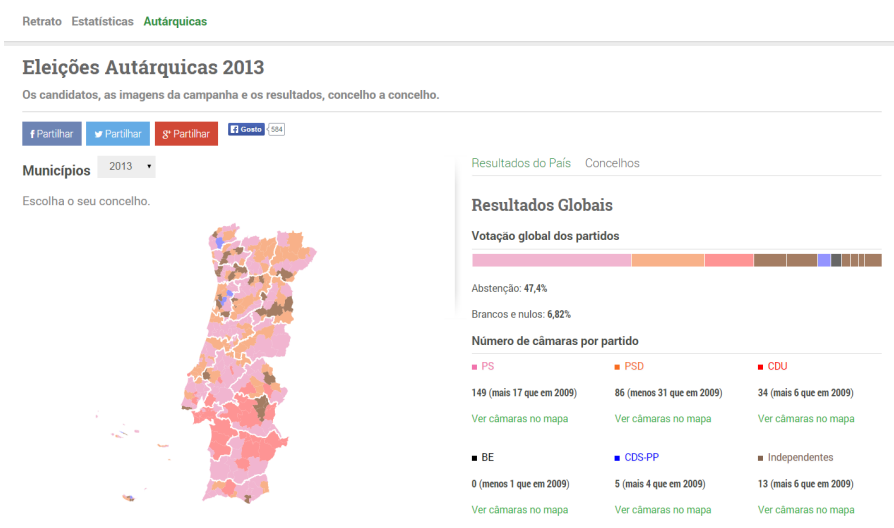 Retrato Estatísticas Autárquicas
Eleições Autárquicas 2013
Os candidatos, as imagens da campanha e os resultados, concelho a concelho.
f Partilhar Partilhar g+ Partilhar f Gosto 584
Municípios 2013
Escolha o seu concelho.
Resultados do País Concelhos
Resultados Globais
Votação global dos partidos
Abstenção: 47,4%
Brancos e nulos: 6,82%
Número de câmaras por partido
PS PSD CDU
149 (mais 17 que em 2009) 86 (menos 31 que em 2009) 34 (mais 6 que em 2009)
Ver câmaras no mapa Ver câmaras no mapa Ver câmaras no mapa
BE CDS-PP Independentes
0 (menos 1 que em 2009) 5 (mais 4 que em 2009) 13 (mais 6 que em 2009)
Ver câmaras no mapa Ver câmaras no mapa Ver câmaras no mapa